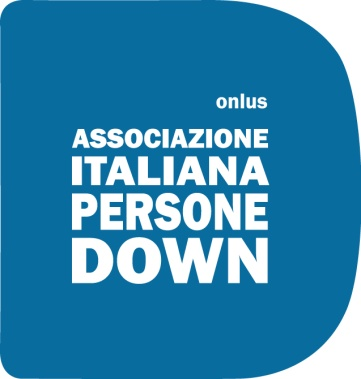 onlus
ASSOCIAZIONE
ITALIANA
PERSONE
DOWN